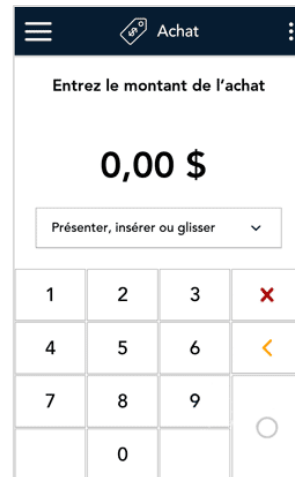 Achat
Entrez le montant de l'achat
0,00 $
Présenter, insérer ou glisser
1 2 3
4 5 6
7 8 9
0